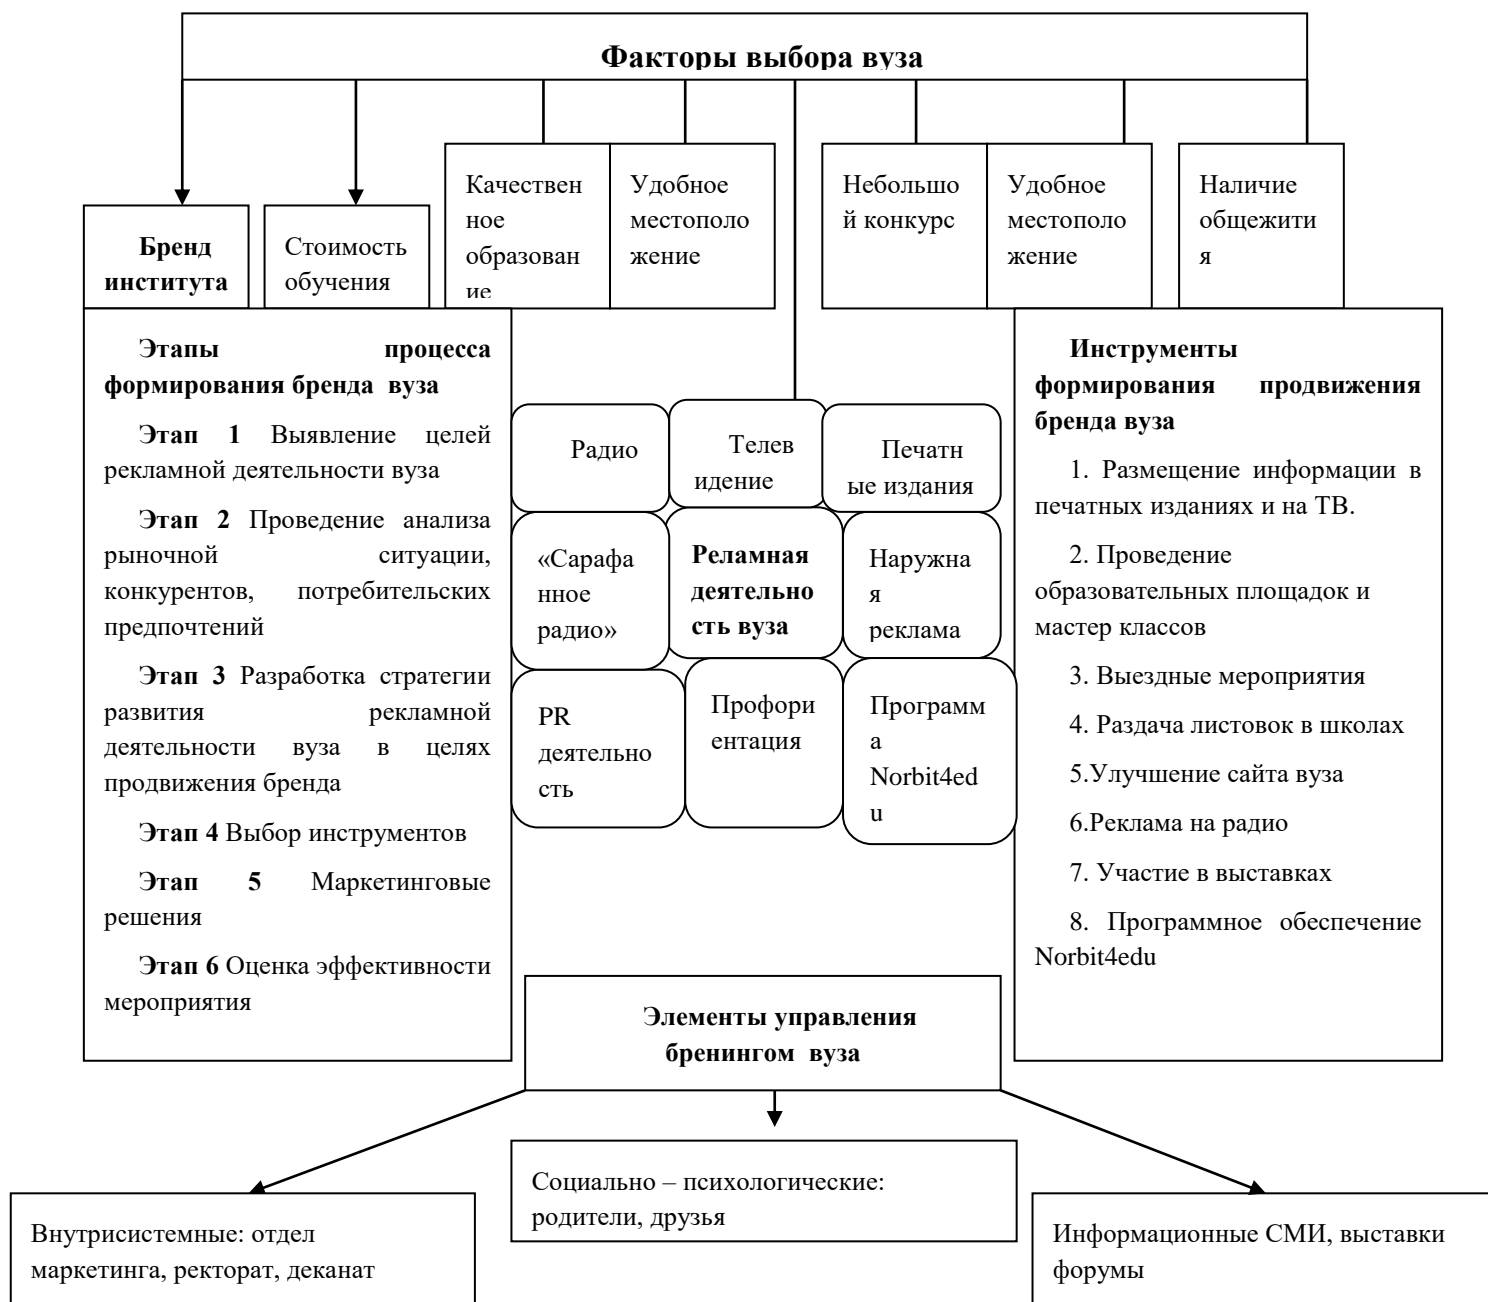 Факторы выбора вуза
Бренд
института
Стоимость
обучения
Качествен
ное
образован
ие
Удобное
местополо
жение
Небольшо
й конкурс
Удобное
местополо
жение
Наличие
общежити
я
Этапы процесса
формирования бренда вуза
Этап 1 Выявление целей
рекламной деятельности вуза
Этап 2 Проведение анализа
рыночной ситуации,
конкурентов, потребительских
предпочтений
Этап 3 Разработка стратегии
развития рекламной
деятельности вуза в целях
продвижения бренда
Этап 4 Выбор инструментов
Этап 5 Маркетинговые
решения
Этап 6 Оценка эффективности
мероприятия
Радио
Телев
идение
Печатн
ые издания
«Сарафа
нное
радио»
Реламная
деятельно
сть вуза
Наружна
я
реклама
PR
деятельно
сть
Профори
ентация
Программ
а
Norbit4ed
u
Инструменты
формирования продвижения
бренда вуза
1. Размещение информации в
печатных изданиях и на ТВ.
2. Проведение
образовательных площадок и
мастер классов
3. Выездные мероприятия
4. Раздача листовок в школах
5.Улучшение сайта вуза
6.Реклама на радио
7. Участие в выставках
8. Программное обеспечение
Norbit4edu
Элементы управления
бренингом вуза
Внутрисистемные: отдел
маркетинга, ректорат, деканат
Социально – психологические:
родители, друзья
Информационные СМИ, выставки
форумы